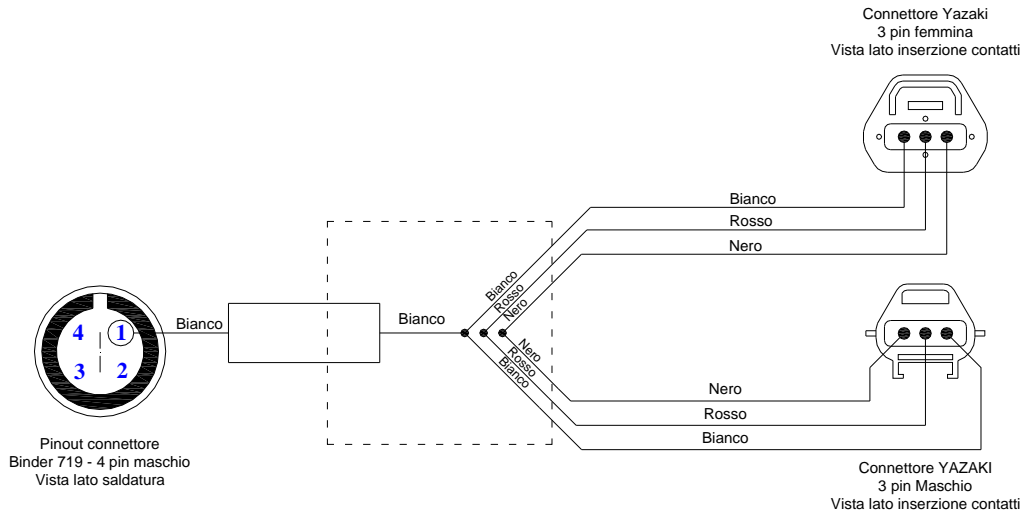 Connettore Yazaki
3 pin femmina
Vista lato inserzione contatti
Bianco
Rosso
Nero
Bianco
Rosso
Nero
4
1
3
2
Bianco
Bianco
Nero
Rosso
Bianco
Nero
Rosso
Bianco
Pinout connettore
Binder 719 - 4 pin maschio
Vista lato saldatura
Connettore YAZAKI
3 pin Maschio
Vista lato inserzione contatti